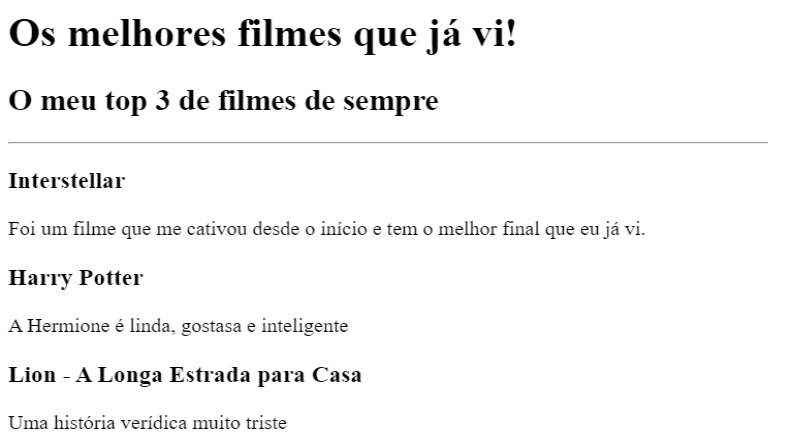 Os melhores filmes que já vi!
O meu top 3 de filmes de sempre
Interstellar
Foi um filme que me cativou desde o início e tem o melhor final que eu já vi.
Harry Potter
A Hermione é linda, gostasa e inteligente
Lion - A Longa Estrada para Casa
Uma história verídica muito triste